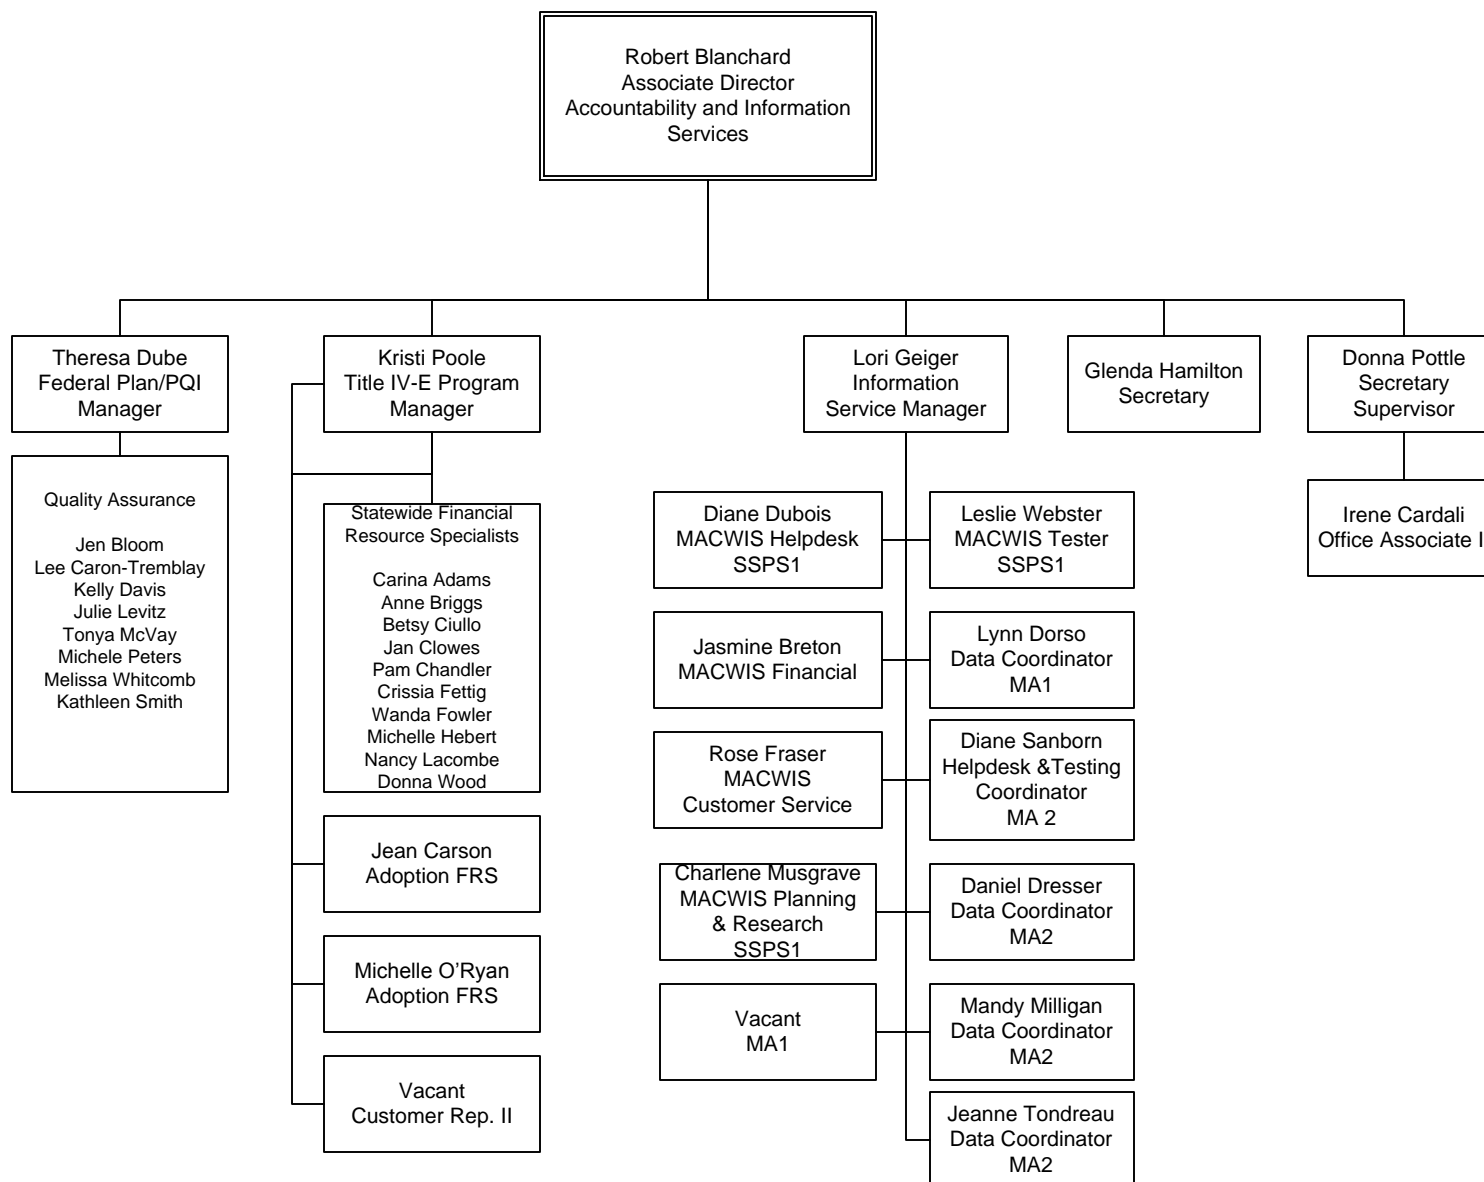 Robert Blanchard
Associate Director
Accountability and Information
Services
Theresa Dube
Federal Plan/PQI
Manager
Kristi Poole
Title IV-E Program
Manager
Lori Geiger
Information
Service Manager
Glenda Hamilton
Secretary
Donna Pottle
Secretary
Supervisor
Quality Assurance
Jen Bloom
Lee Caron-Tremblay
Kelly Davis
Julie Levitz
Tonya McVay
Michele Peters
Melissa Whitcomb
Kathleen Smith
Statewide Financial
Resource Specialists
Carina Adams
Anne Briggs
Betsy Ciullo
Jan Clowes
Pam Chandler
Crissia Fettig
Wanda Fowler
Michelle Hebert
Nancy Lacombe
Donna Wood
Jean Carson
Adoption FRS
Michelle O'Ryan
Adoption FRS
Vacant
Customer Rep. II
Diane Dubois
MACWIS Helpdesk
SSPS1
Leslie Webster
MACWIS Tester
SSPS1
Jasmine Breton
MACWIS Financial
Lynn Dorso
Data Coordinator
MA1
Rose Fraser
MACWIS
Customer Service
Diane Sanborn
Helpdesk &Testing
Coordinator
MA 2
Charlene Musgrave
MACWIS Planning
& Research
SSPS1
Daniel Dresser
Data Coordinator
MA2
Vacant
MA1
Mandy Milligan
Data Coordinator
MA2
Jeanne Tondreau
Data Coordinator
MA2
Irene Cardali
Office Associate